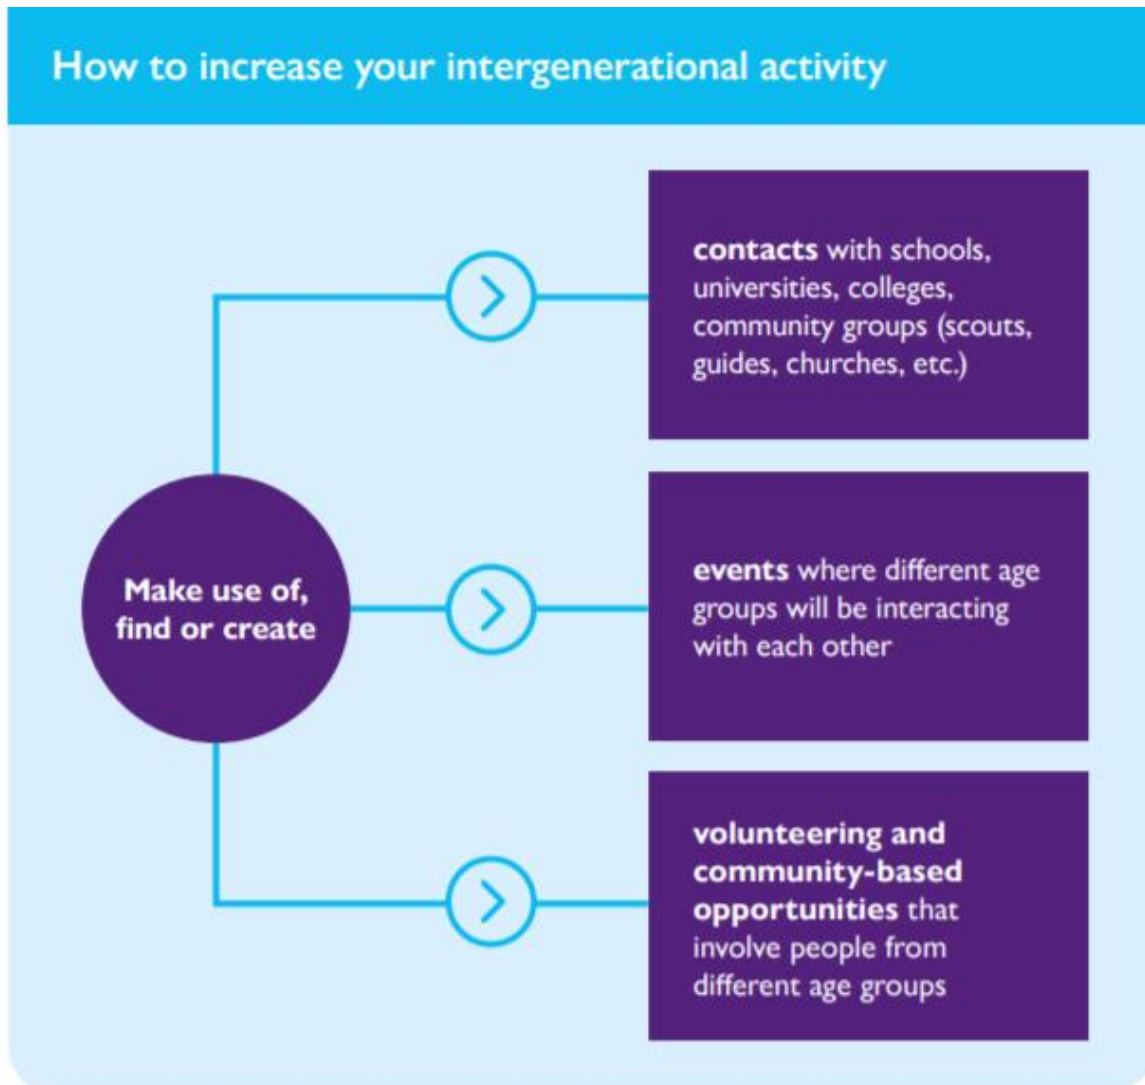 How to increase your intergenerational activity
contacts with schools,
universities, colleges,
community groups (scouts,
guides, churches, etc.)
Make use of,
find or create
events where different age
groups will be interacting
with each other
volunteering and
community-based
opportunities that
involve people from
different age groups